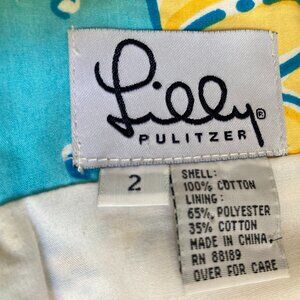 Lilly®
PULITZER
2
SHELL:
100% COTTON
LINING:
65% POLYESTER
35% COTTON
MADE IN CHINA
RN 88189
OVER FOR CARE